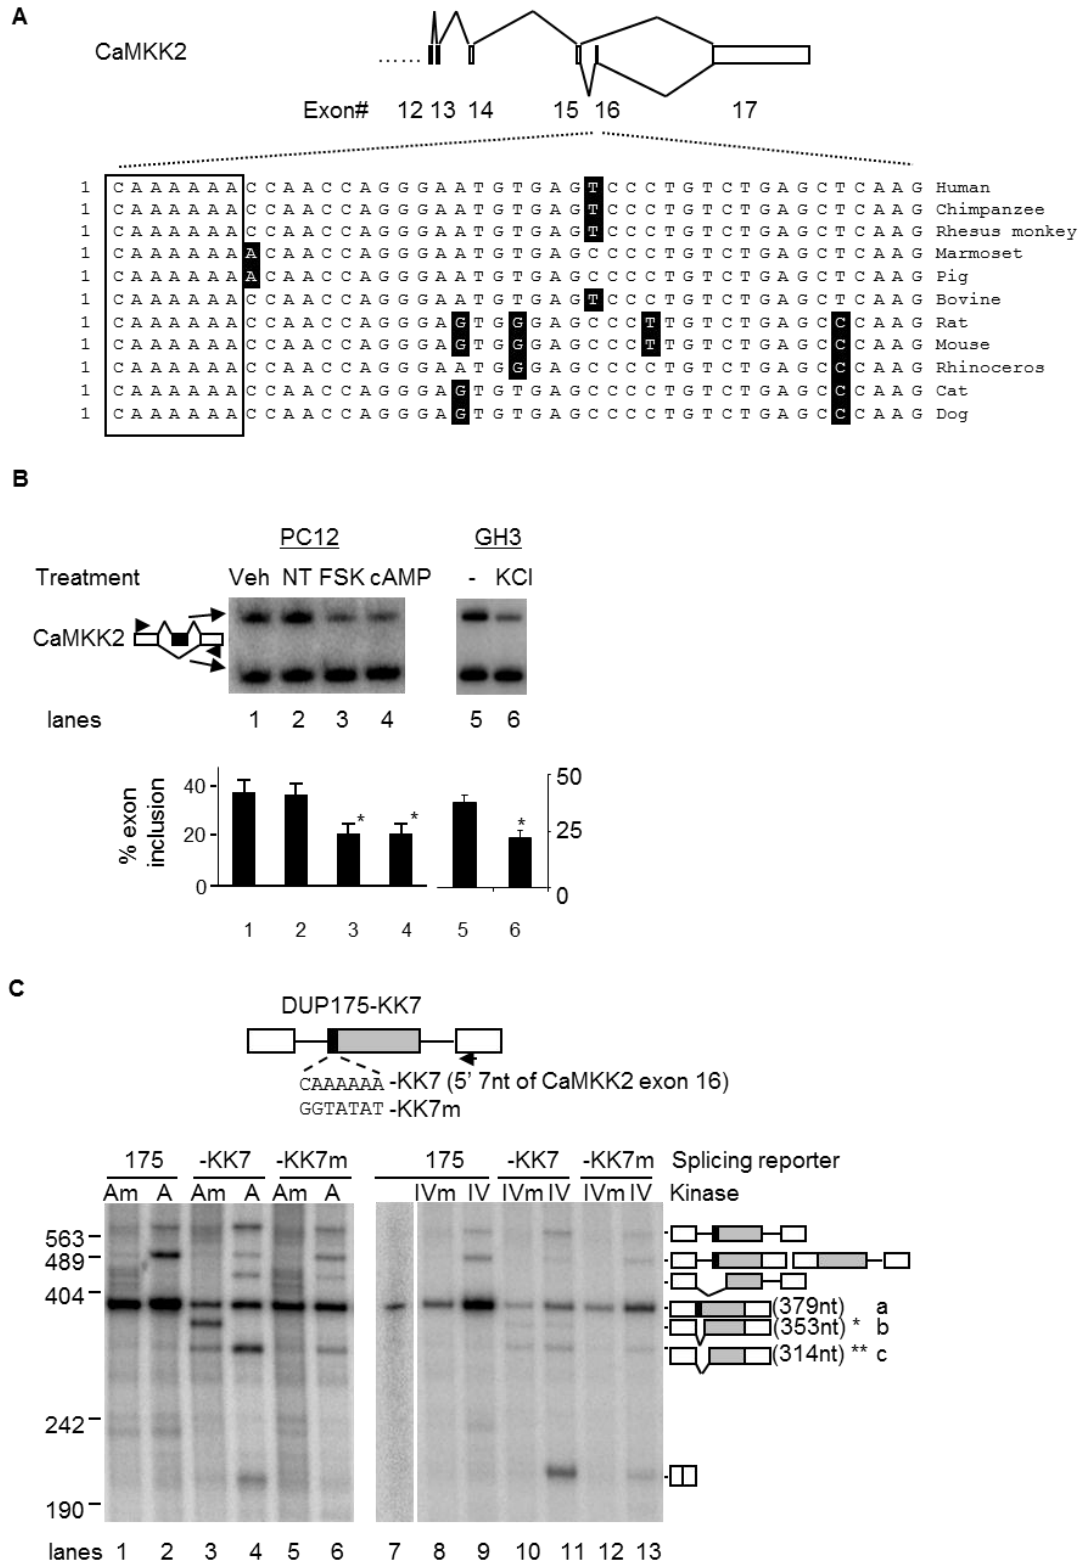 A
CaMKK2
......
Exon# 12 13 14 15 16 17
1 CAAAAAACCAACCAGGGAATGTGAGTCCCTGTCTGAGCTCAAG Human
1 CAAAAAACCAACCAGGGAATGTGAGTCCCTGTCTGAGCTCAAG Chimpanzee
1 CAAAAAACCAACCAGGGAATGTGAGTCCCTGTCTGAGCTCAAG Rhesus monkey
1 CAAAAAAACAACCAGGGAATGTGAGCCCCTGTCTGAGCTCAAG Marmoset
1 CAAAAAAACAACCAGGGAATGTGAGCCCCTGTCTGAGCTCAAG Pig
1 CAAAAAACCAACCAGGGAATGTGAGTCCCTGTCTGAGCTCAAG Bovine
1 CAAAAAACCAACCAGGGAGTGGGAGCCCTTGTCTGAGCCCAAG Rat
1 CAAAAAACCAACCAGGGAGTGGGAGCCCTTGTCTGAGCCCAAG Mouse
1 CAAAAAACCAACCAGGGAATGGGAGCCCCTGTCTGAGCCCAAG Rhinoceros
1 CAAAAAACCAACCAGGGAGTGTGAGCCCCTGTCTGAGCCCAAG Cat
1 CAAAAAACCAACCAGGGAGTGTGAGCCCCTGTCTGAGCCCAAG Dog
B
PC12 GH3
Treatment Veh NT FSK cAMP - KCl
CaMKK2
lanes 1 2 3 4 5 6
% exon inclusion
40
20
0
* * *
50
25
0
1 2 3 4 5 6
C
DUP175-KK7
CAAAAAA -KK7 (5' 7nt of CaMKK2 exon 16)
GGTATAT -KK7m
175 -KK7 -KK7m 175 -KK7 -KK7m Splicing reporter
Am A Am A Am A IVm IV IVm IV IVm IV Kinase
563
489
404
242
190
(379nt) a
(353nt) * b
(314nt) ** c
lanes 1 2 3 4 5 6 7 8 9 10 11 12 13